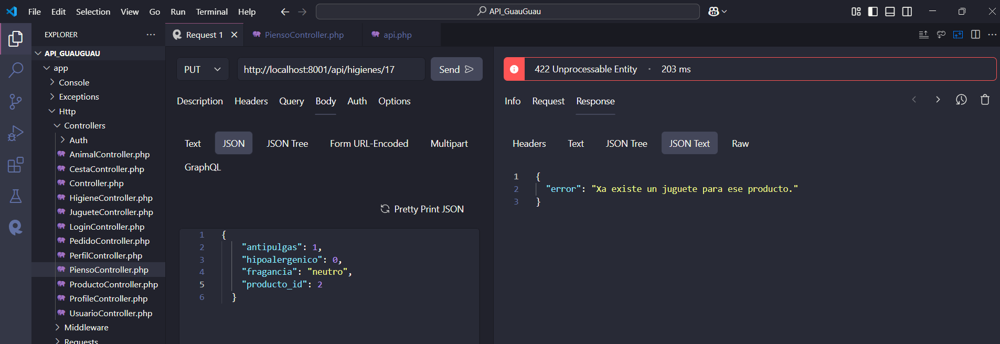 File Edit Selection View Go Run Terminal Help
API_GuauGuau
EXPLORER
Request 1
PiensoController.php
api.php
API_GUAUGUAU
app
Console
Exceptions
Http
Controllers
Auth
AnimalController.php
CestaController.php
Controller.php
HigieneController.php
JugueteController.php
LoginController.php
PedidoController.php
PerfilController.php
PiensoController.php
ProductoController.php
ProfileController.php
UsuarioController.php
Middleware
Requests
PUT
http://localhost:8001/api/higienes/17
Send
Description Headers Query Body Auth Options
Text JSON JSON Tree Form URL-Encoded Multipart
GraphQL
Pretty Print JSON
1 {
2 "antipulgas": 1,
3 "hipoalergenico": 0,
4 "fragancia": "neutro",
5 "producto_id": 2
6 }
422 Unprocessable Entity · 203 ms
Info Request Response
Headers Text JSON Tree JSON Text Raw
1 {
2 "error": "Xa existe un juguete para ese producto."
3 }